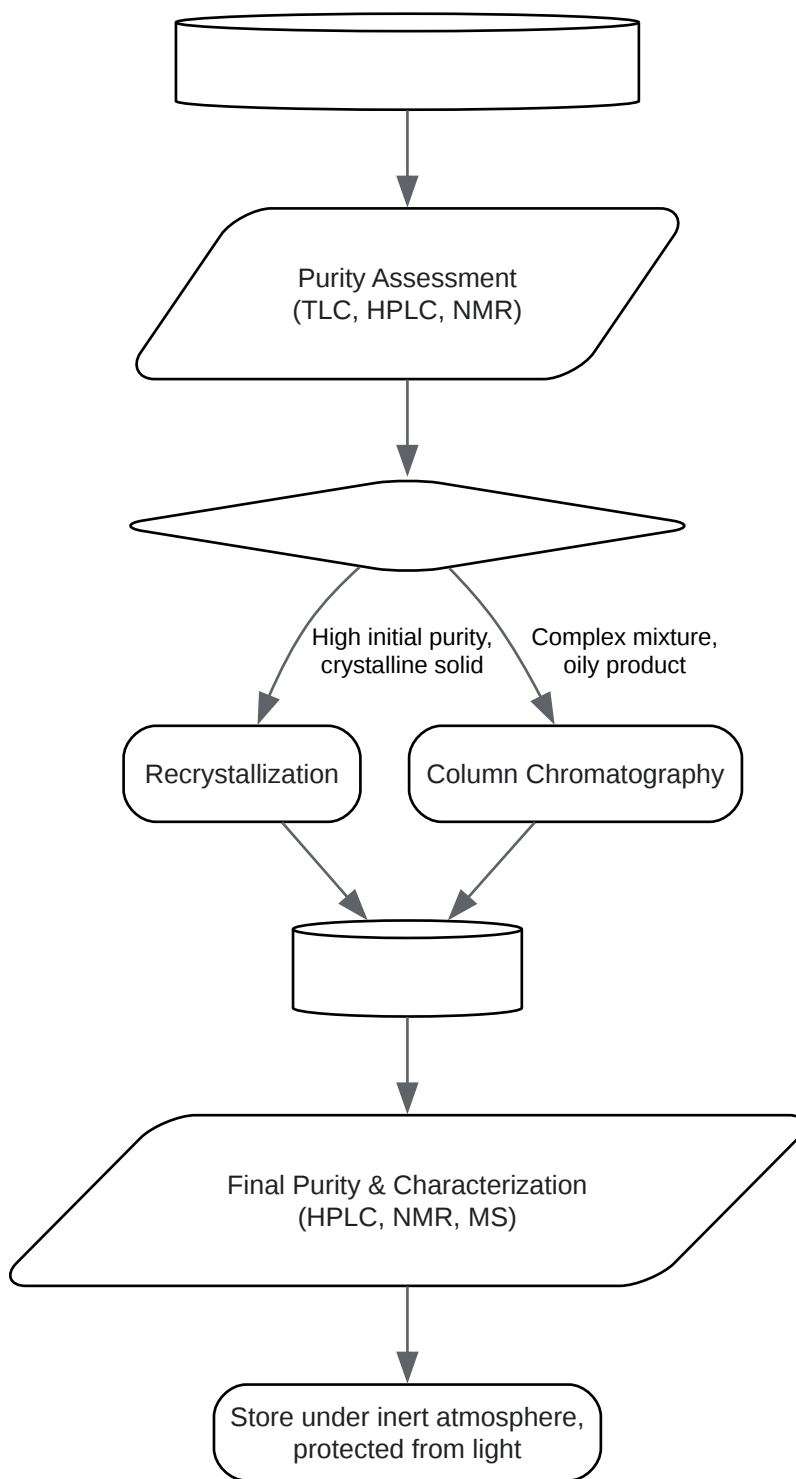 Purity Assessment
(TLC, HPLC, NMR)
High initial purity,
crystalline solid
Complex mixture,
oily product
Recrystallization
Column Chromatography
Final Purity & Characterization
(HPLC, NMR, MS)
Store under inert atmosphere,
protected from light